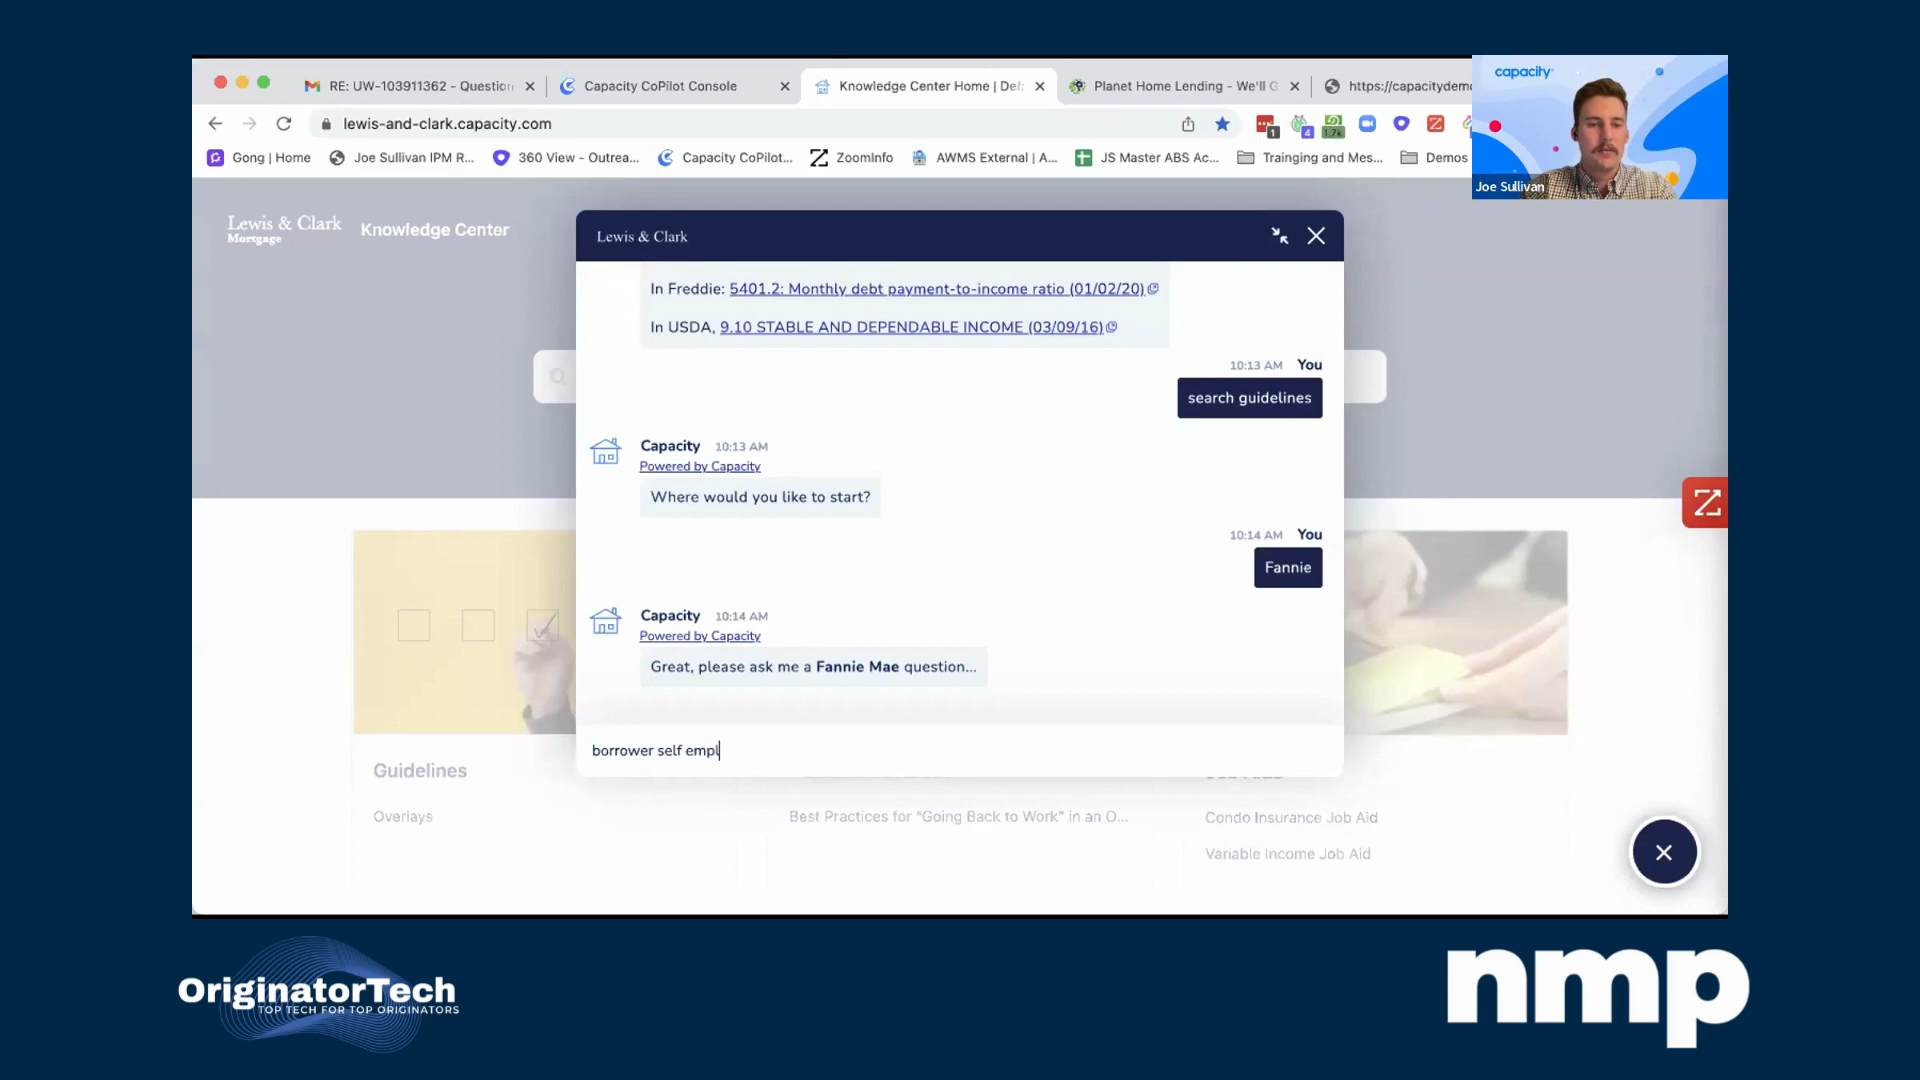 RE: UW-103911362 - Question
Capacity CoPilot Console
Knowledge Center Home | Def
Planet Home Lending - We'll G
https://capacitydemo
capacity
lewis-and-clark.capacity.com
1
4
1.7k
Gong | Home
Joe Sullivan IPM R...
360 View - Outrea...
Capacity CoPilot...
ZoomInfo
AWMS External | A...
JS Master ABS Ac...
Trainging and Mes...
Demos
Joe Sullivan
Lewis & Clark
Mortgage
Knowledge Center
Lewis & Clark
In Freddie: 5401.2: Monthly debt payment-to-income ratio (01/02/20)
In USDA, 9.10 STABLE AND DEPENDABLE INCOME (03/09/16)
10:13 AM You
search guidelines
Capacity 10:13 AM
Powered by Capacity
Where would you like to start?
10:14 AM You
Fannie
Capacity 10:14 AM
Powered by Capacity
Great, please ask me a Fannie Mae question...
borrower self empl
Guidelines
Overlays
Best Practices for “Going Back to Work” in an O...
Condo Insurance Job Aid
Variable Income Job Aid
OriginatorTech
TOP TECH FOR TOP ORIGINATORS
nmp